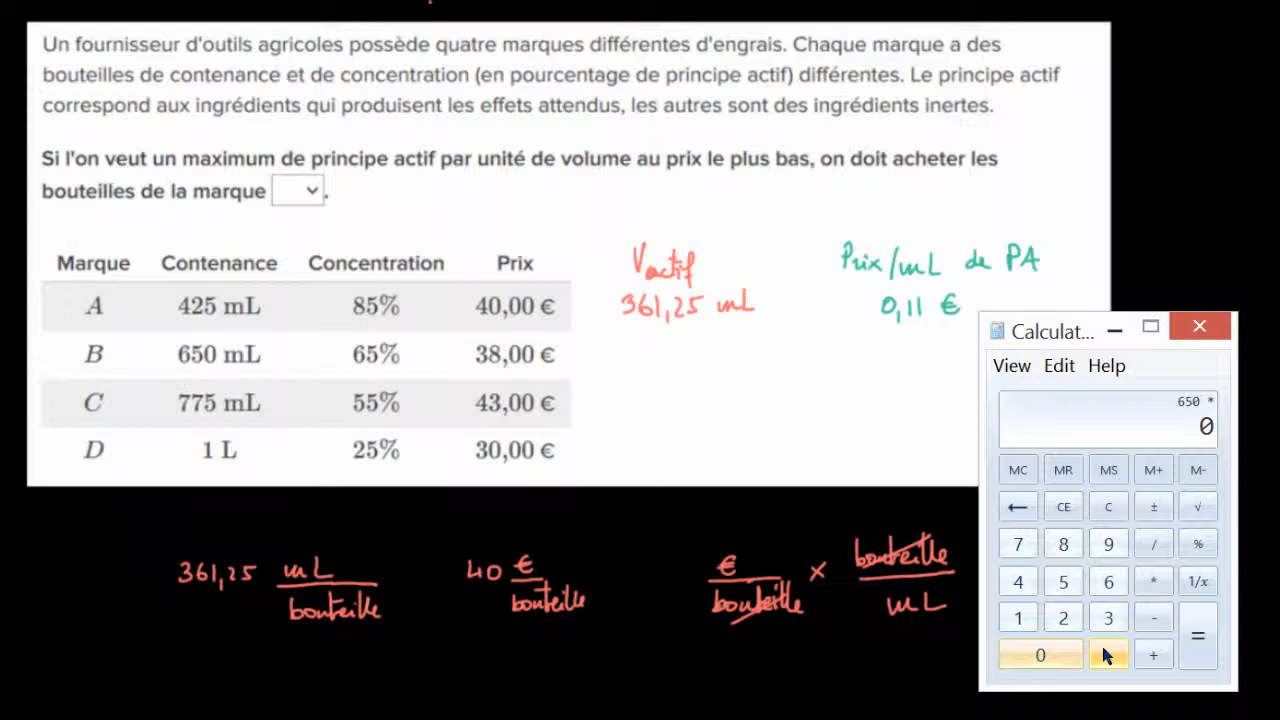 Un fournisseur d'outils agricoles possède quatre marques différentes d'engrais. Chaque marque a des
bouteilles de contenance et de concentration (en pourcentage de principe actif) différentes. Le principe actif
correspond aux ingrédients qui produisent les effets attendus, les autres sont des ingrédients inertes.
Si l'on veut un maximum de principe actif par unité de volume au prix le plus bas, on doit acheter les
bouteilles de la marque .
Marque Contenance Concentration Prix Vactif Prix/mL de PA
A 425 mL 85% 40,00 € 361,25 mL 0,11 €
B 650 mL 65% 38,00 €
C 775 mL 55% 43,00 €
D 1 L 25% 30,00 €
361,25 mL/bouteille 40 €/bouteille €/bouteille × bouteille/mL
Calculat...
View Edit Help
650 *
0
MC MR MS M+ M-
← CE C ± √
7 8 9 / %
4 5 6 * 1/x
1 2 3 - =
0 +